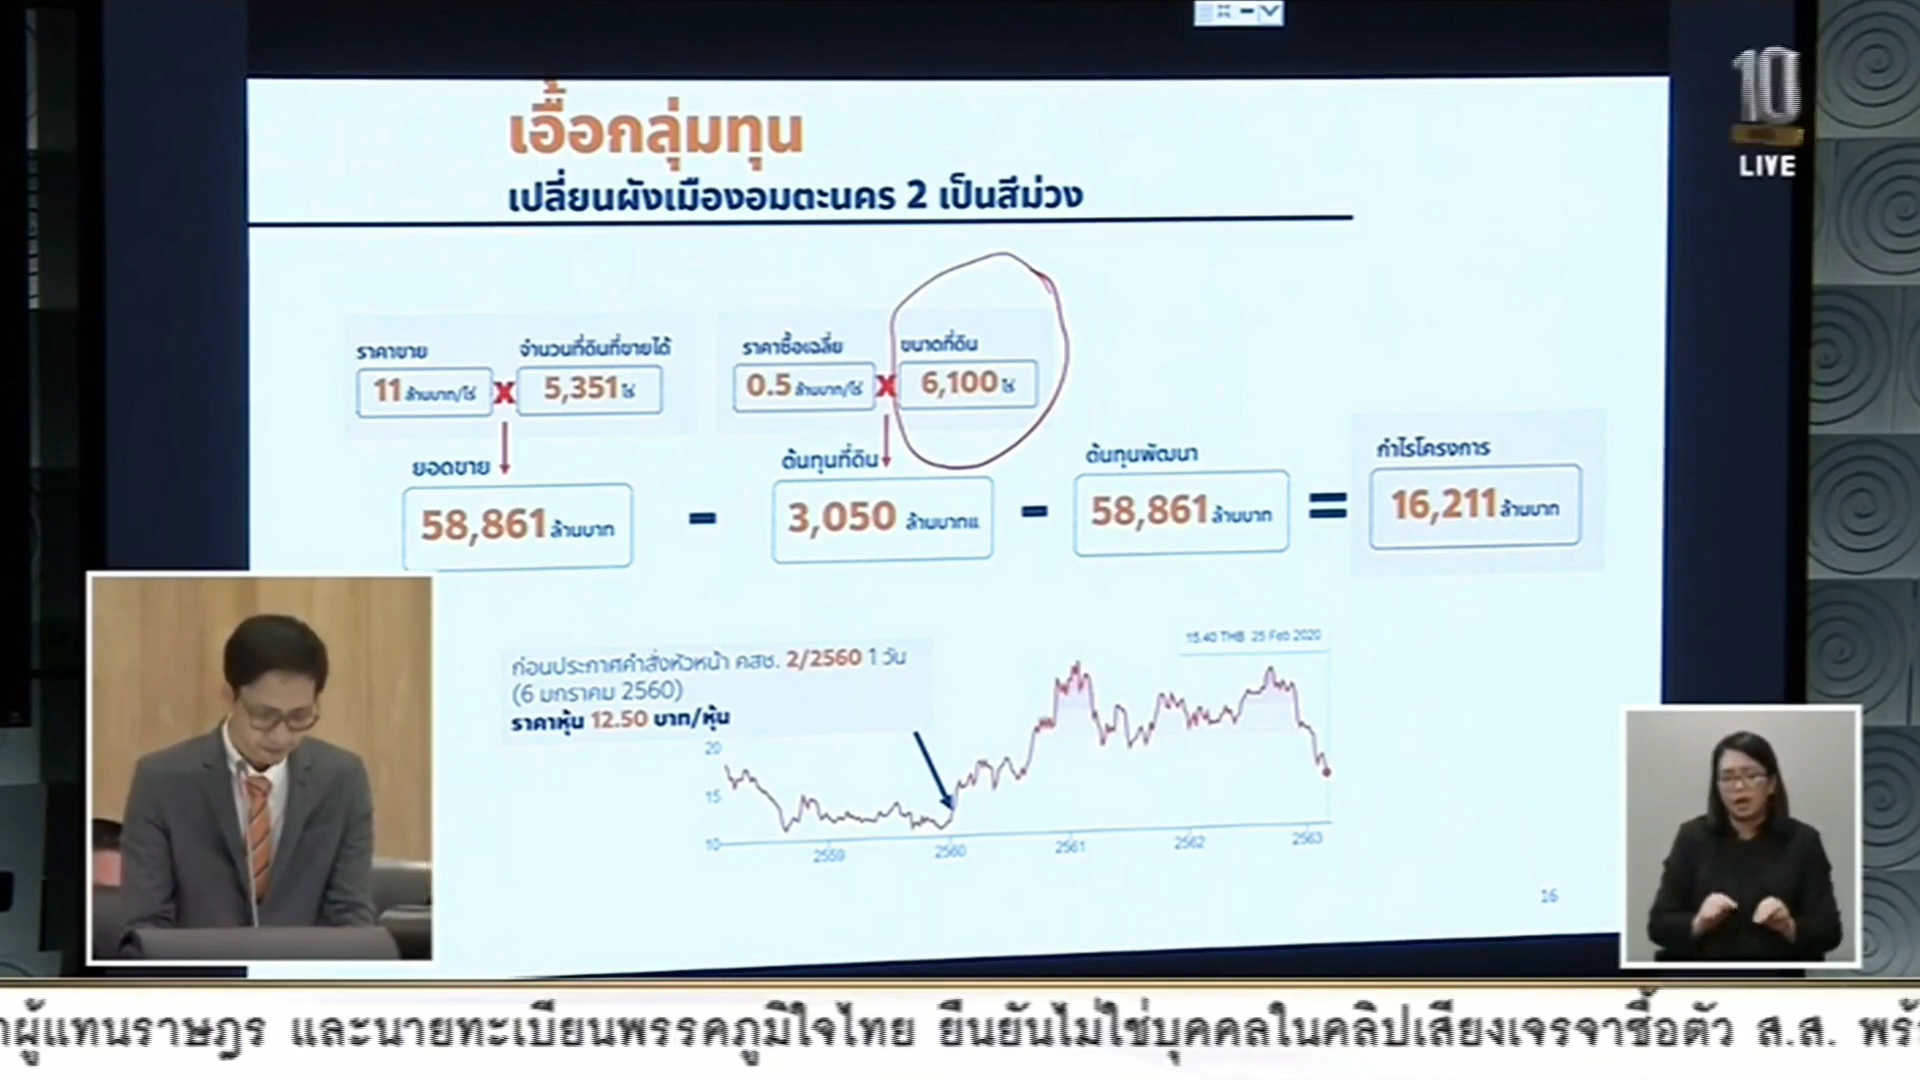 10
LIVE
เอื้อกลุ่มทุน
เปลี่ยนผังเมืองอมตะนคร 2 เป็นสีม่วง
ราคาขาย
จำนวนที่ดินที่ขายได้
ราคาซื้อเฉลี่ย
ขนาดที่ดิน
11 ล้านบาท/ไร่ x 5,351 ไร่
0.5 ล้านบาท/ไร่ x 6,100 ไร่
ยอดขาย
ต้นทุนที่ดิน
ต้นทุนพัฒนา
กำไรโครงการ
58,861 ล้านบาท - 3,050 ล้านบาทแ - 58,861 ล้านบาท = 16,211 ล้านบาท
15.40 THB 25 Feb 2020
ก่อนประกาศคำสั่งหัวหน้า คสช. 2/2560 1 วัน
(6 มกราคม 2560)
ราคาหุ้น 12.50 บาท/หุ้น
20
15
10
2559 2560 2561 2562 2563
16
ผู้แทนราษฎร และนายทะเบียนพรรคภูมิใจไทย ยืนยันไม่ใช่บุคคลในคลิปเสียงเจรจาซื้อตัว ส.ส.